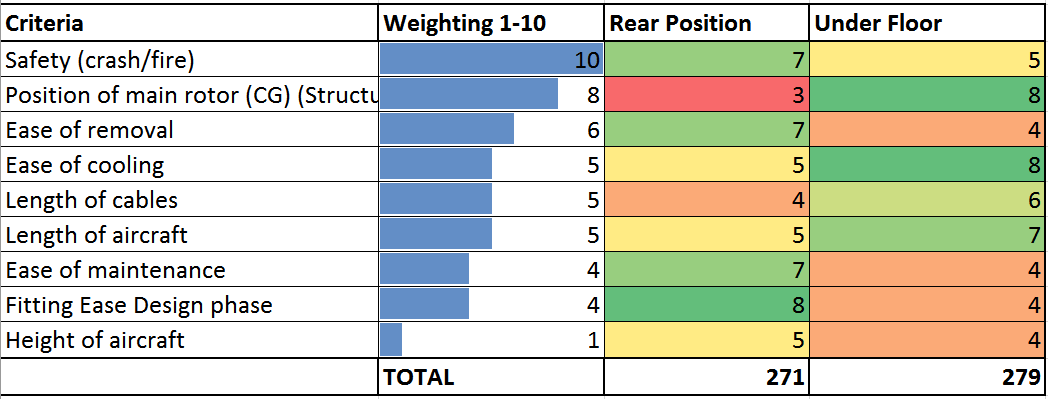 Criteria Weighting 1-10 Rear Position Under Floor
Safety (crash/fire) 10 7 5
Position of main rotor (CG) (Structu 8 3 8
Ease of removal 6 7 4
Ease of cooling 5 5 8
Length of cables 5 4 6
Length of aircraft 5 5 7
Ease of maintenance 4 7 4
Fitting Ease Design phase 4 8 4
Height of aircraft 1 5 4
TOTAL 271 279